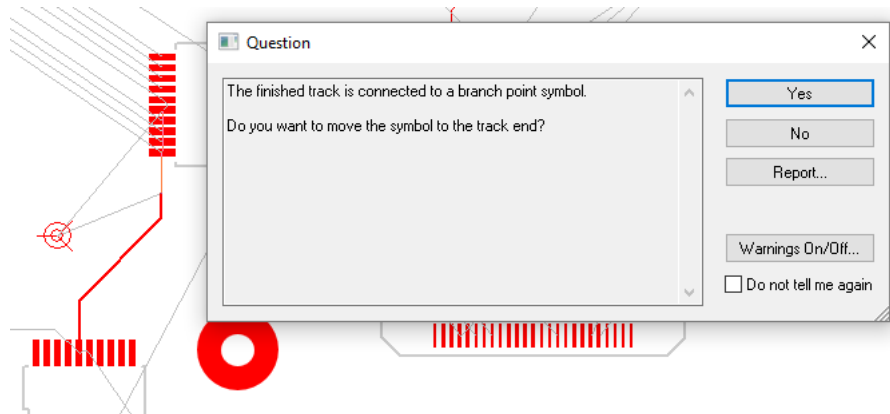 Question
The finished track is connected to a branch point symbol.
Do you want to move the symbol to the track end?
Yes
No
Report...
Warnings On/Off...
Do not tell me again